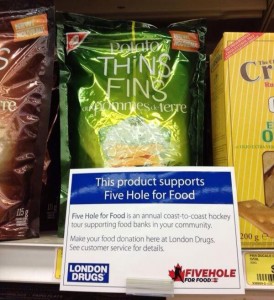 Potato
THiNS
FiNS
pommes de terre
This product supports
Five Hole for Food
Five Hole for Food is an annual coast-to-coast hockey
tour supporting food banks in your community.
Make your food donation here at London Drugs.
See customer service for details.
LONDON
DRUGS
FIVEHOLE
FOR FOOD
200 g